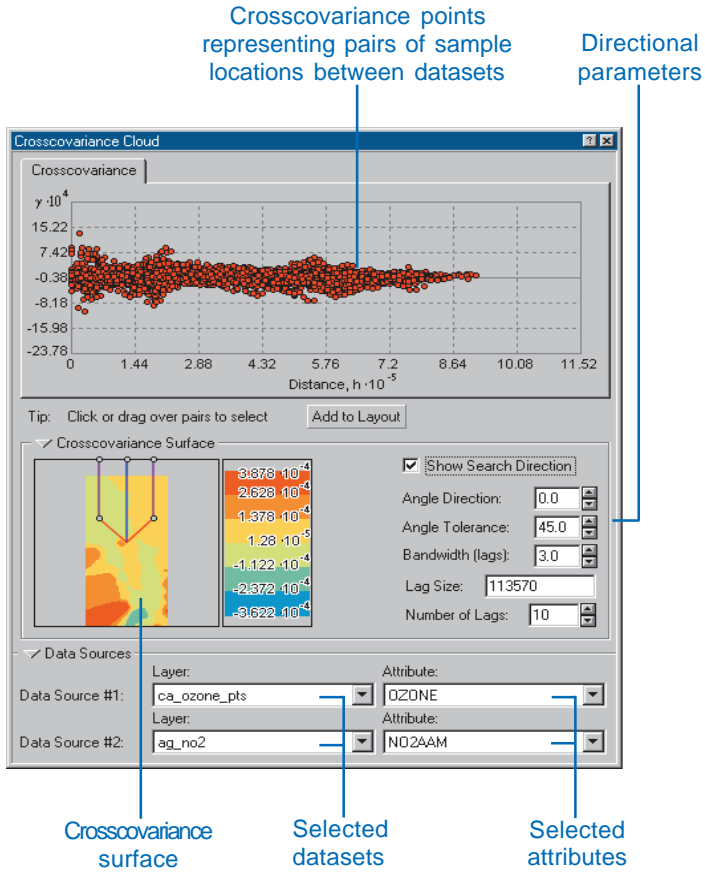 Crosscovariance points
representing pairs of sample
locations between datasets
Directional
parameters
Crosscovariance Cloud
Crosscovariance
γ ·10⁴
15.22
7.42
-0.38
-8.18
-15.98
-23.78
0 1.44 2.88 4.32 5.76 7.2 8.64 10.08 11.52
Distance, h ·10⁻⁵
Tip: Click or drag over pairs to select
Add to Layout
Crosscovariance Surface
3.878 ·10⁻⁴
2.628 ·10⁻⁴
1.378 ·10⁻⁴
1.28 ·10⁻⁵
-1.122 ·10⁻⁴
-2.372 ·10⁻⁴
-3.622 ·10⁻⁴
Show Search Direction
Angle Direction: 0.0
Angle Tolerance: 45.0
Bandwidth (lags): 3.0
Lag Size: 113570
Number of Lags: 10
Data Sources
Layer: Attribute:
Data Source #1: ca_ozone_pts OZONE
Layer: Attribute:
Data Source #2: ag_no2 NO2AAM
Crosscovariance
surface
Selected
datasets
Selected
attributes